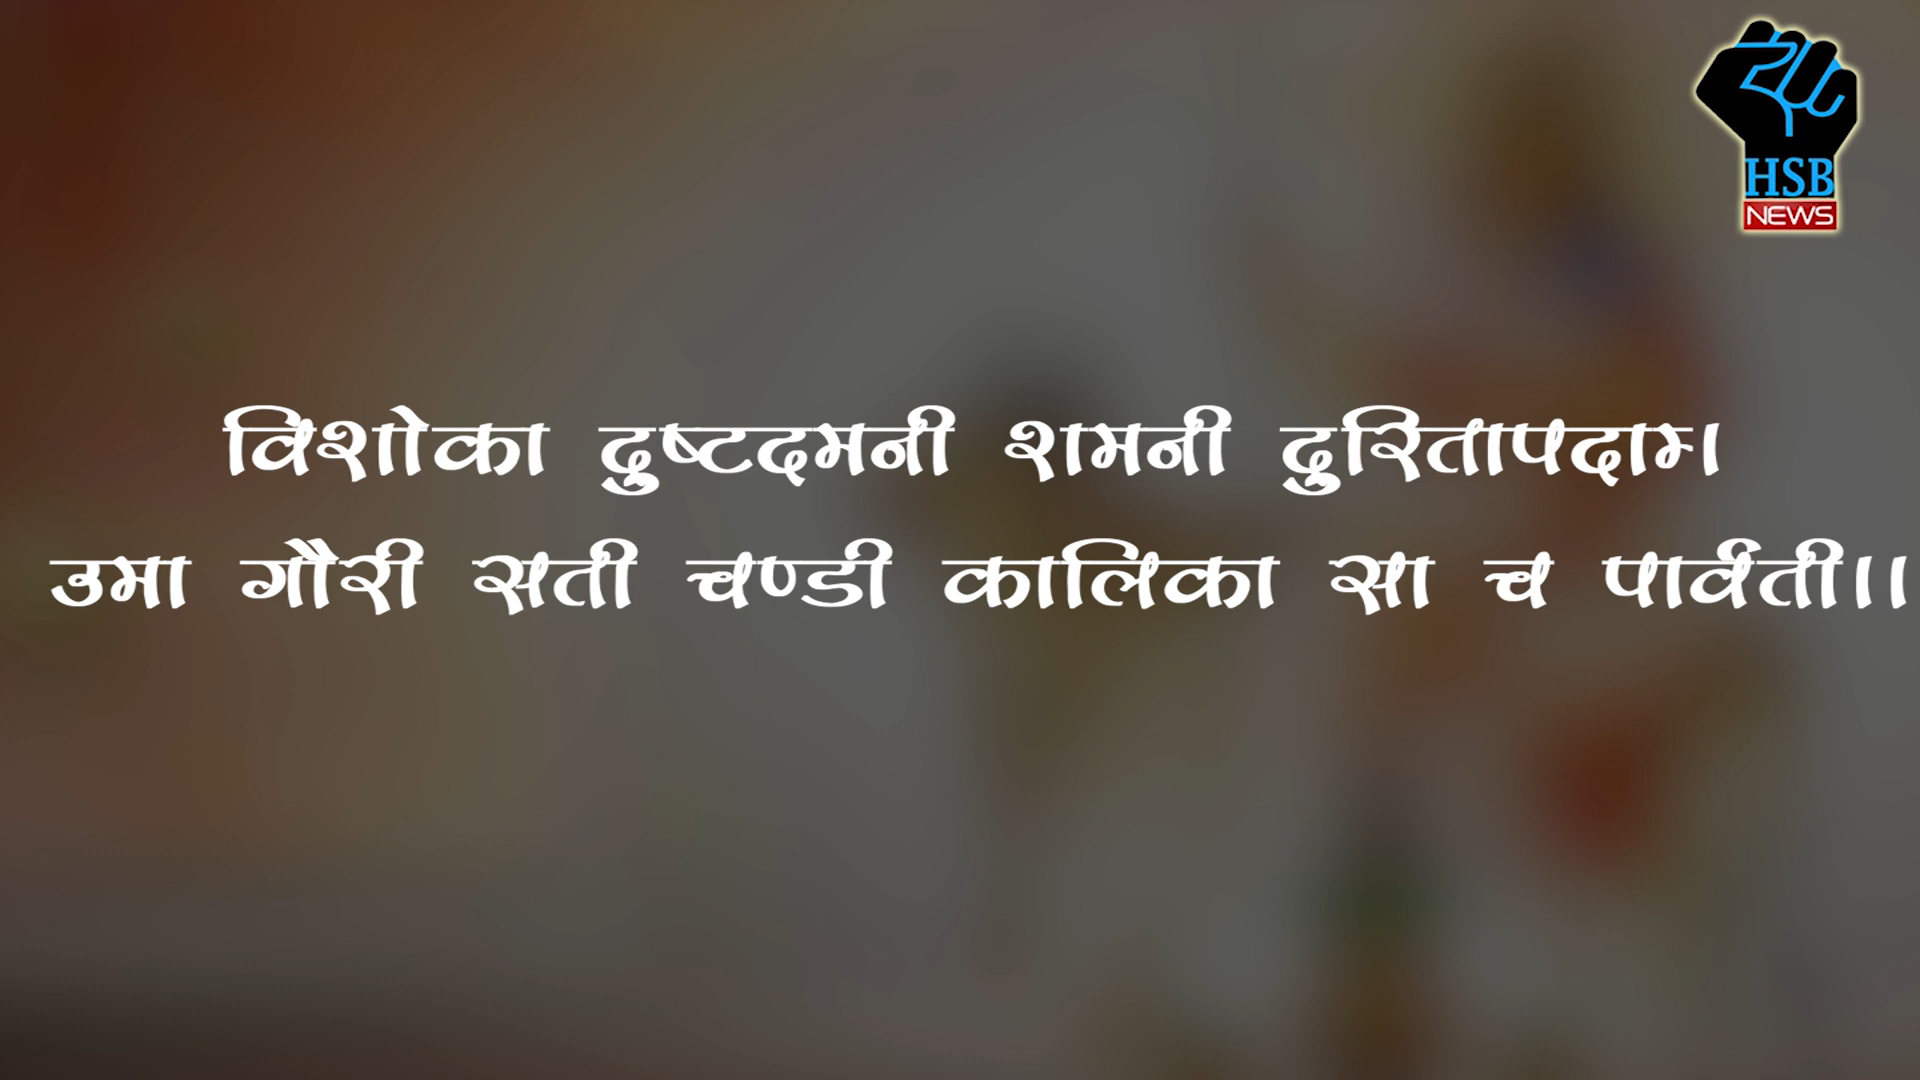 HSB
NEWS
विशोका दुष्टदमनी शमनी दुरितापदाम।
उमा गौरी सती चण्डी कालिका सा च पार्वती।।